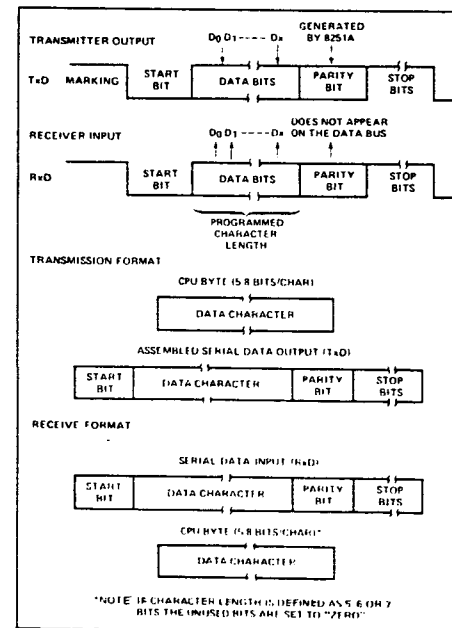 TRANSMITTER OUTPUT
D0 D1 ---- Dx
GENERATED
BY 8251A
TxD MARKING
START
BIT
DATA BITS
PARITY
BIT
STOP
BITS
RECEIVER INPUT
D0 D1 ---- Dx
DOES NOT APPEAR
ON THE DATA BUS
RxD
START
BIT
DATA BITS
PARITY
BIT
STOP
BITS
PROGRAMMED
CHARACTER
LENGTH
TRANSMISSION FORMAT
CPU BYTE (5-8 BITS/CHAR)
DATA CHARACTER
ASSEMBLED SERIAL DATA OUTPUT (TxD)
START
BIT
DATA CHARACTER
PARITY
BIT
STOP
BITS
RECEIVE FORMAT
SERIAL DATA INPUT (RxD)
START
BIT
DATA CHARACTER
PARITY
BIT
STOP
BITS
CPU BYTE (5-8 BITS/CHAR)*
DATA CHARACTER
*NOTE IF CHARACTER LENGTH IS DEFINED AS 5, 6 OR 7
BITS THE UNUSED BITS ARE SET TO "ZERO"